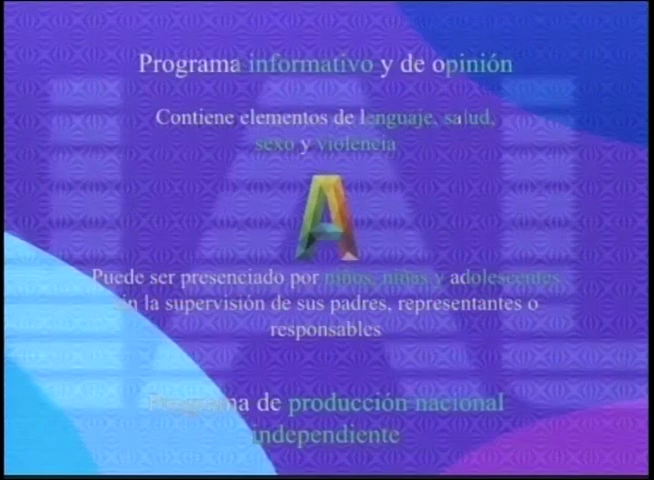 Programa informativo y de opinión
Contiene elementos de lenguaje, salud,
sexo y violencia
A
Puede ser presenciado por niños, niñas y adolescentes
sin la supervisión de sus padres, representantes o
responsables
Programa de producción nacional
independiente